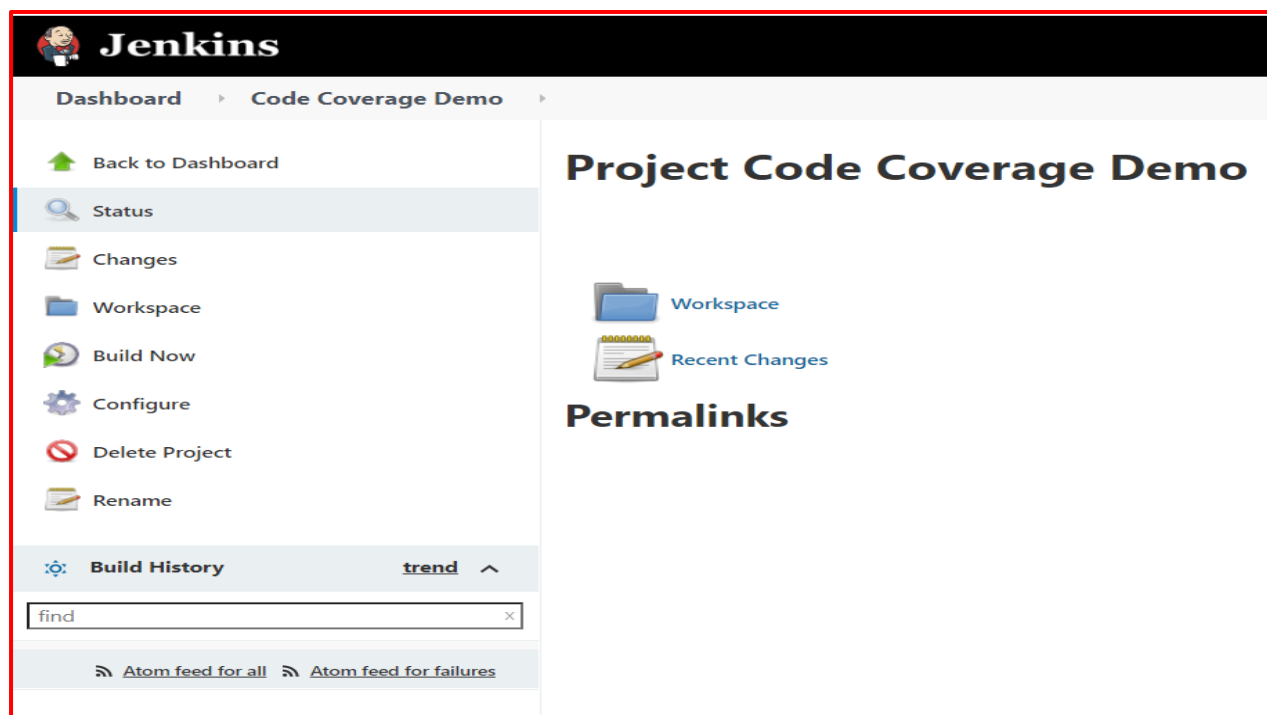 Jenkins
Dashboard Code Coverage Demo
Back to Dashboard
Status
Changes
Workspace
Build Now
Configure
Delete Project
Rename
Build History trend
find
Atom feed for all Atom feed for failures
Project Code Coverage Demo
Workspace
Recent Changes
Permalinks